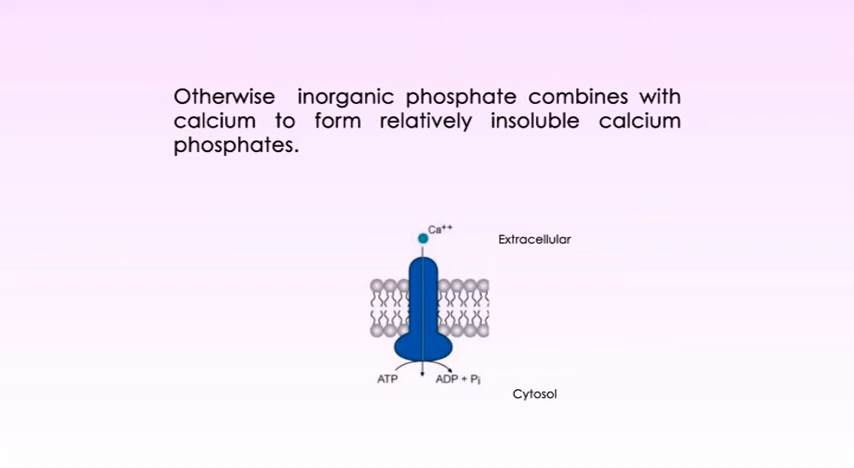 Otherwise inorganic phosphate combines with
calcium to form relatively insoluble calcium
phosphates.
Ca++
Extracellular
ATP
ADP + Pi
Cytosol